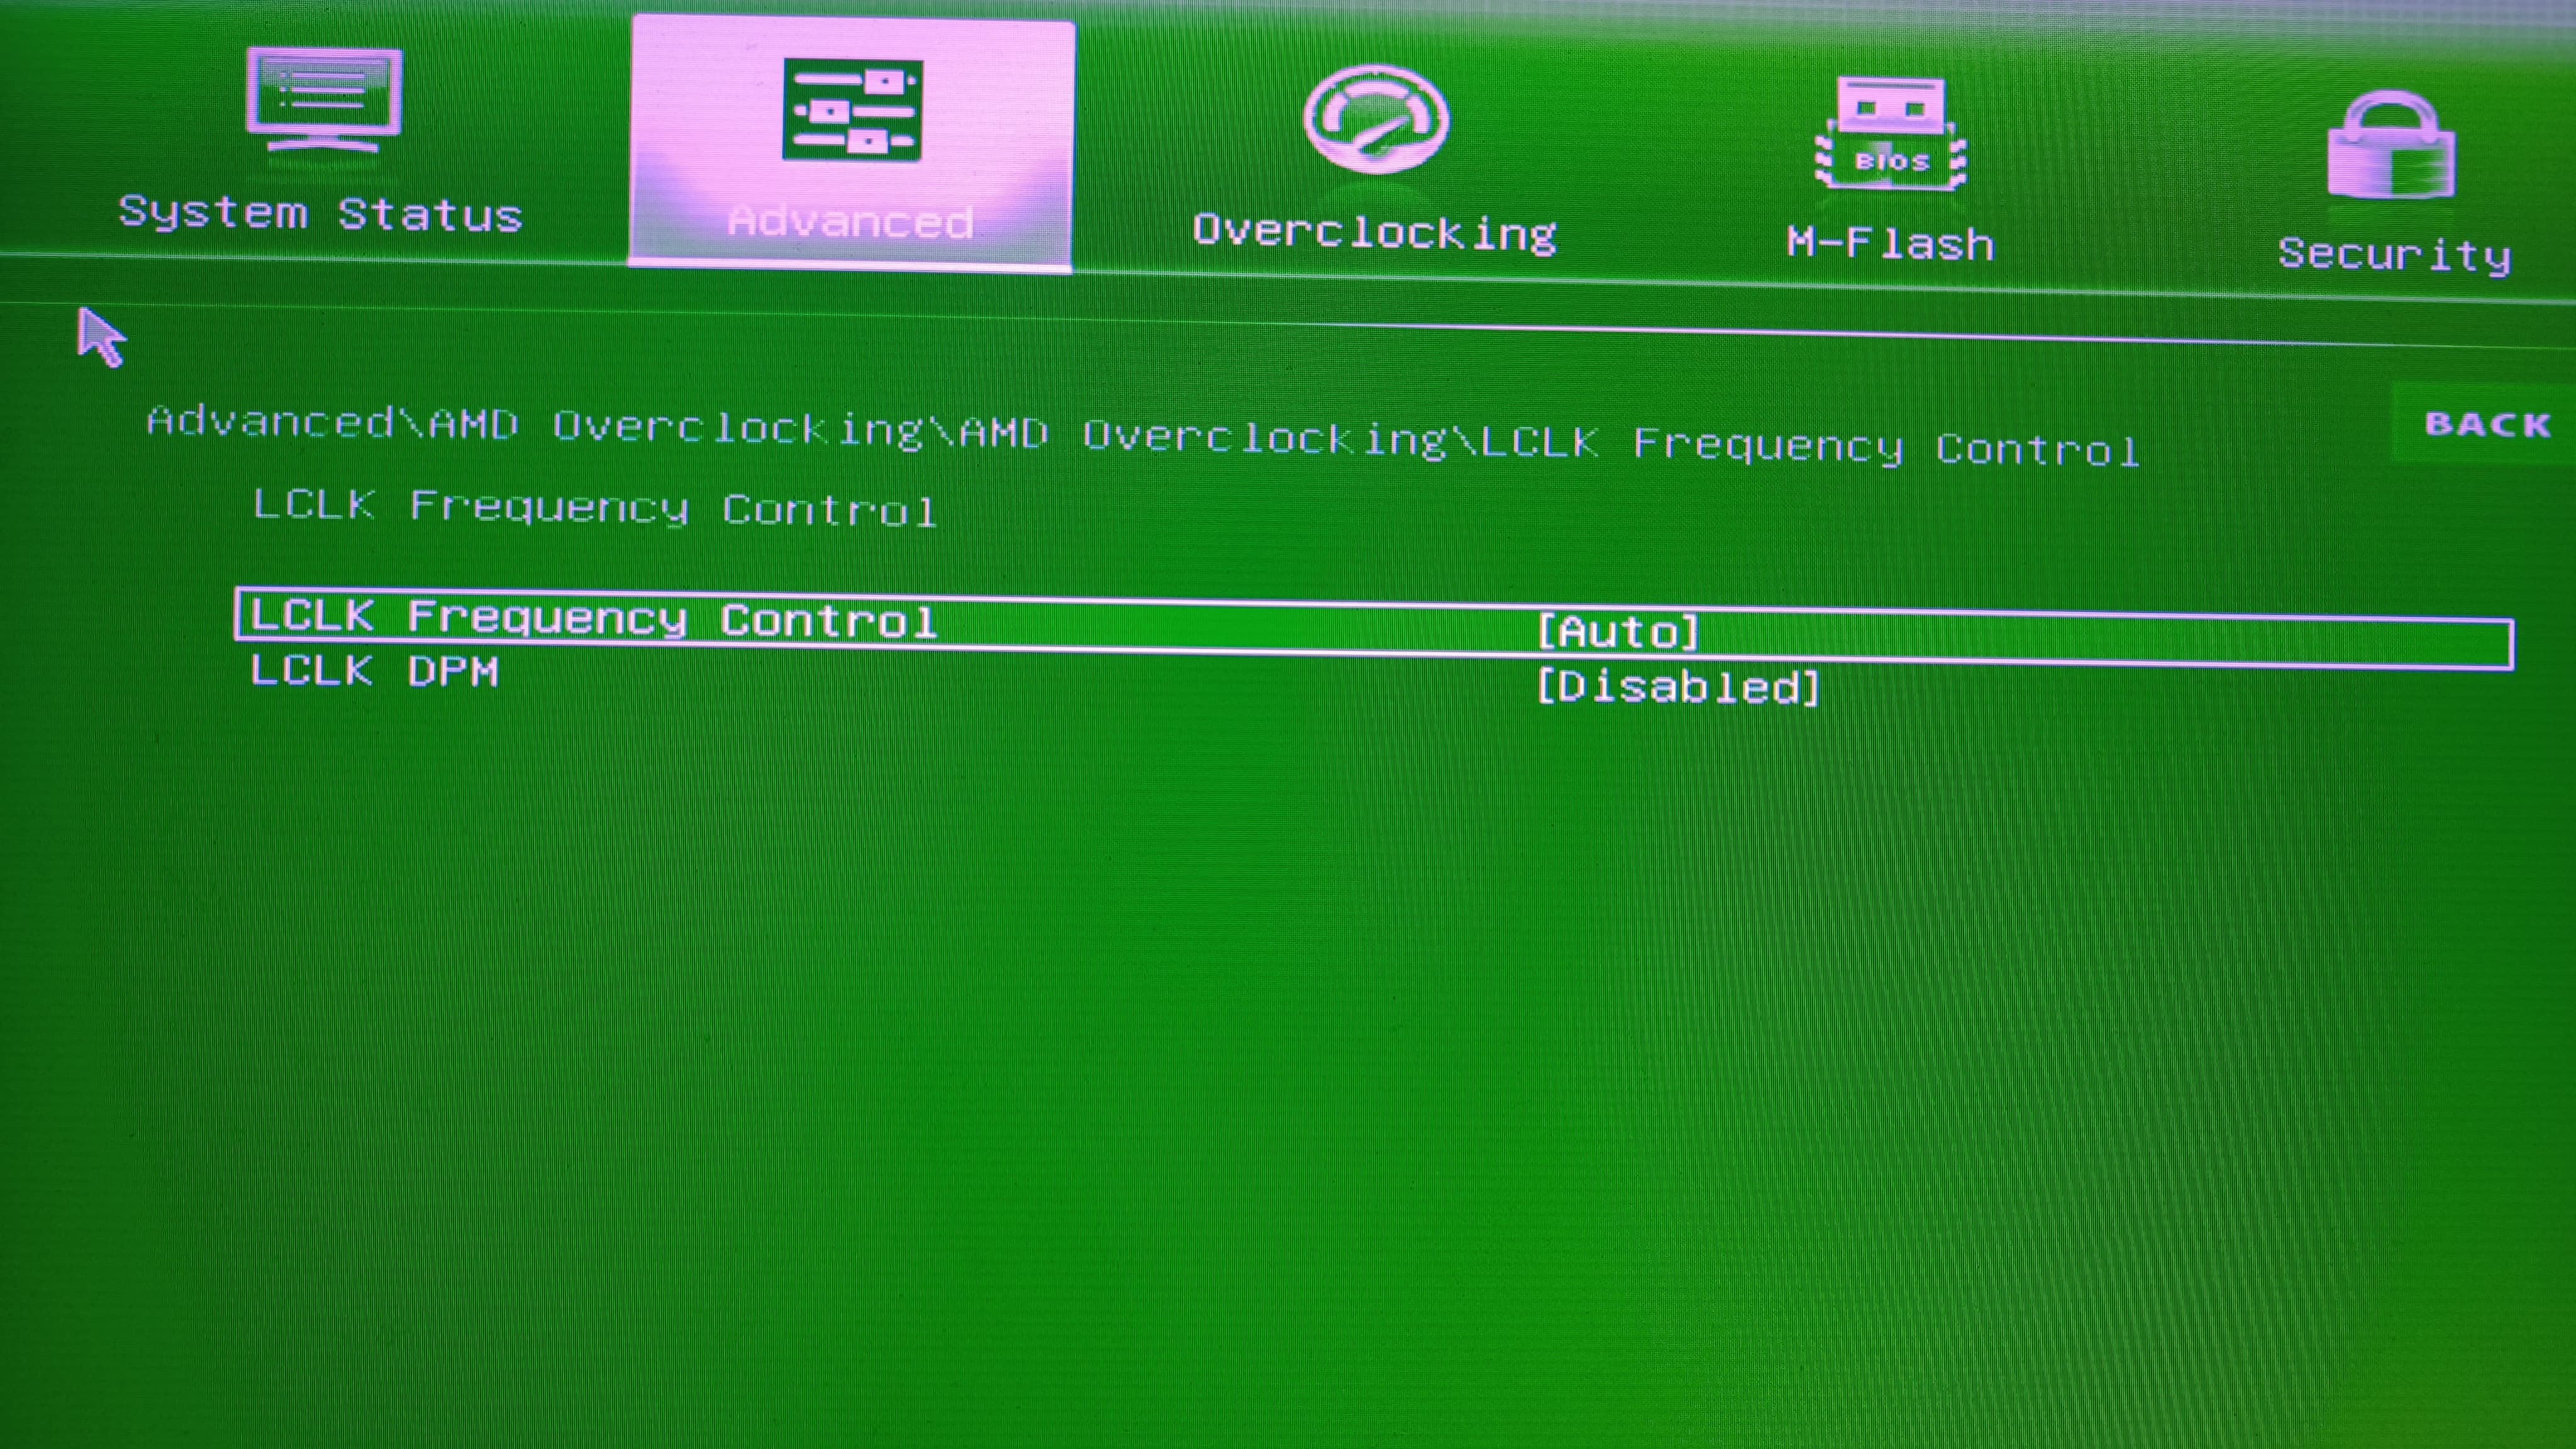 System Status
Advanced
Overclocking
BIOS
M-Flash
Security
Advanced\AMD Overclocking\AMD Overclocking\LCLK Frequency Control
BACK
LCLK Frequency Control
LCLK Frequency Control [Auto]
LCLK DPM [Disabled]